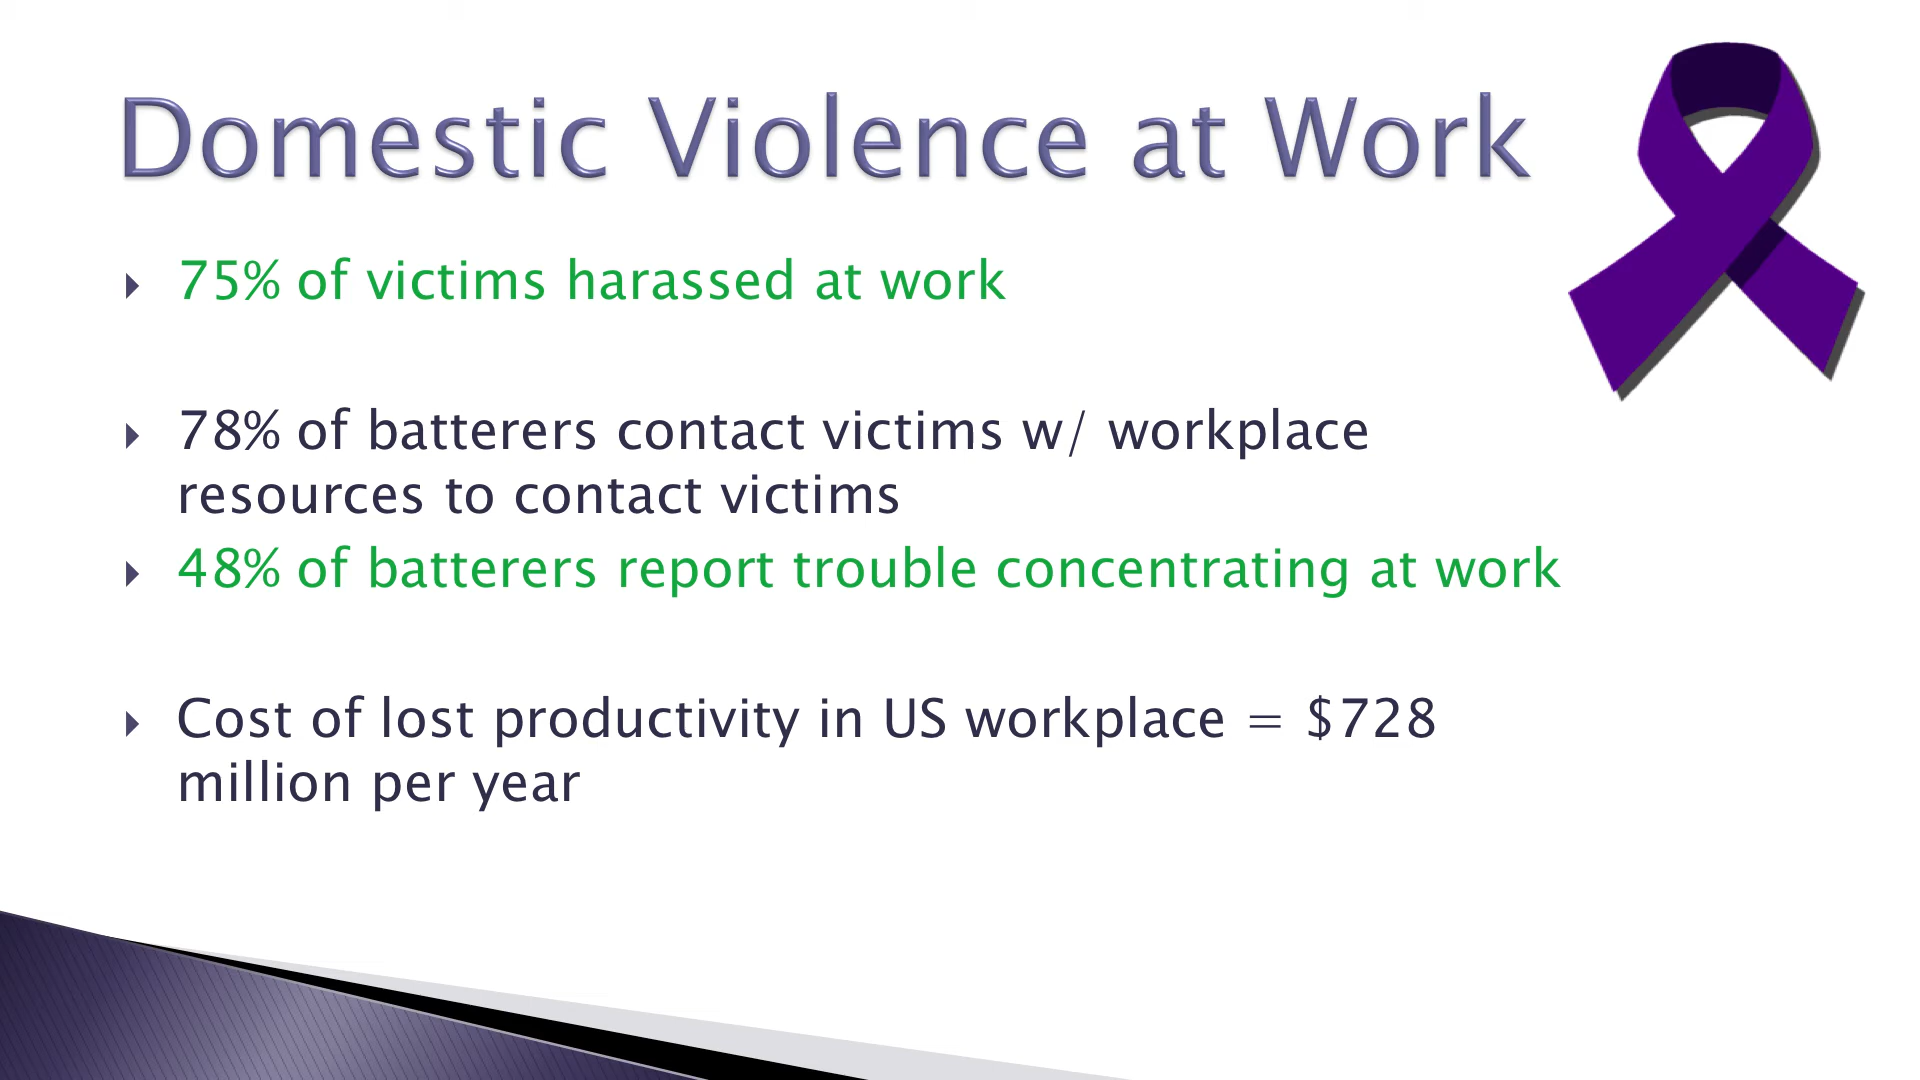 Domestic Violence at Work
75% of victims harassed at work
78% of batterers contact victims w/ workplace
resources to contact victims
48% of batterers report trouble concentrating at work
Cost of lost productivity in US workplace = $728
million per year